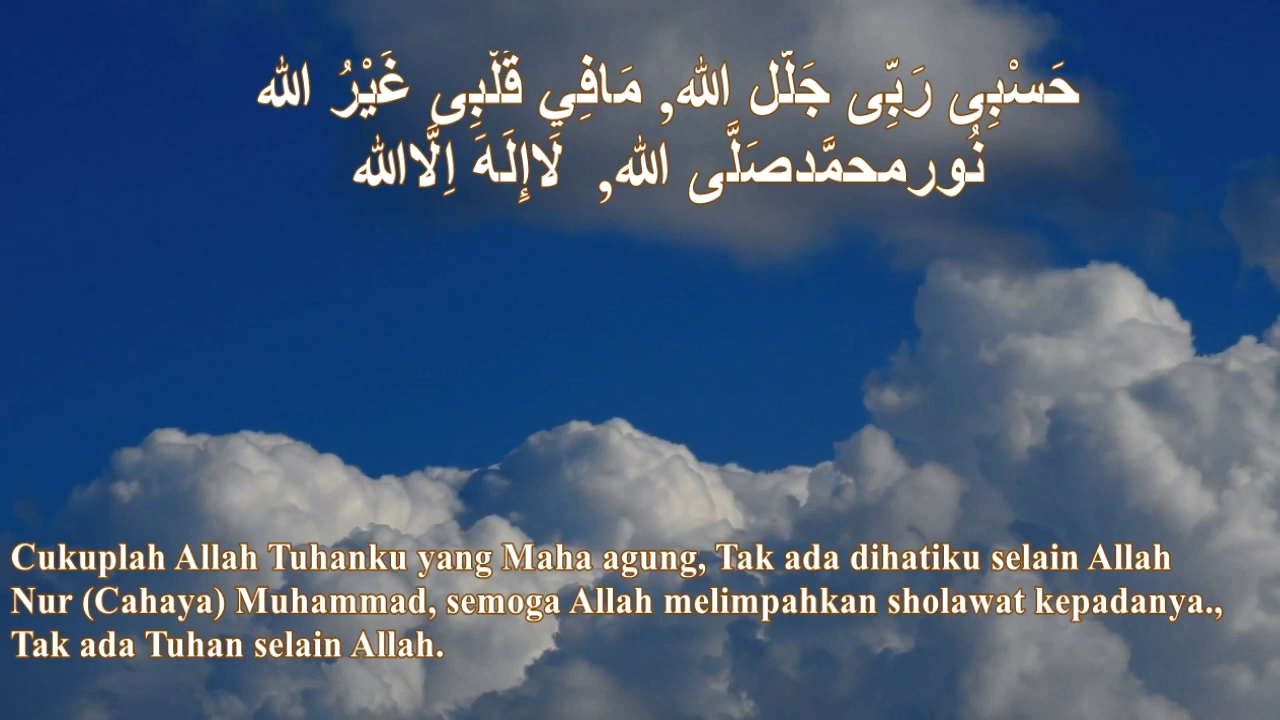 حَسْبِى رَبِّى جَلّل الله, مَافِي قَلْبِى غَيْرُ الله
نُورمحمَّدصَلَّى الله, لَاإِلَهَ اِلَّاالله
Cukuplah Allah Tuhanku yang Maha agung, Tak ada dihatiku selain Allah
Nur (Cahaya) Muhammad, semoga Allah melimpahkan sholawat kepadanya.,
Tak ada Tuhan selain Allah.